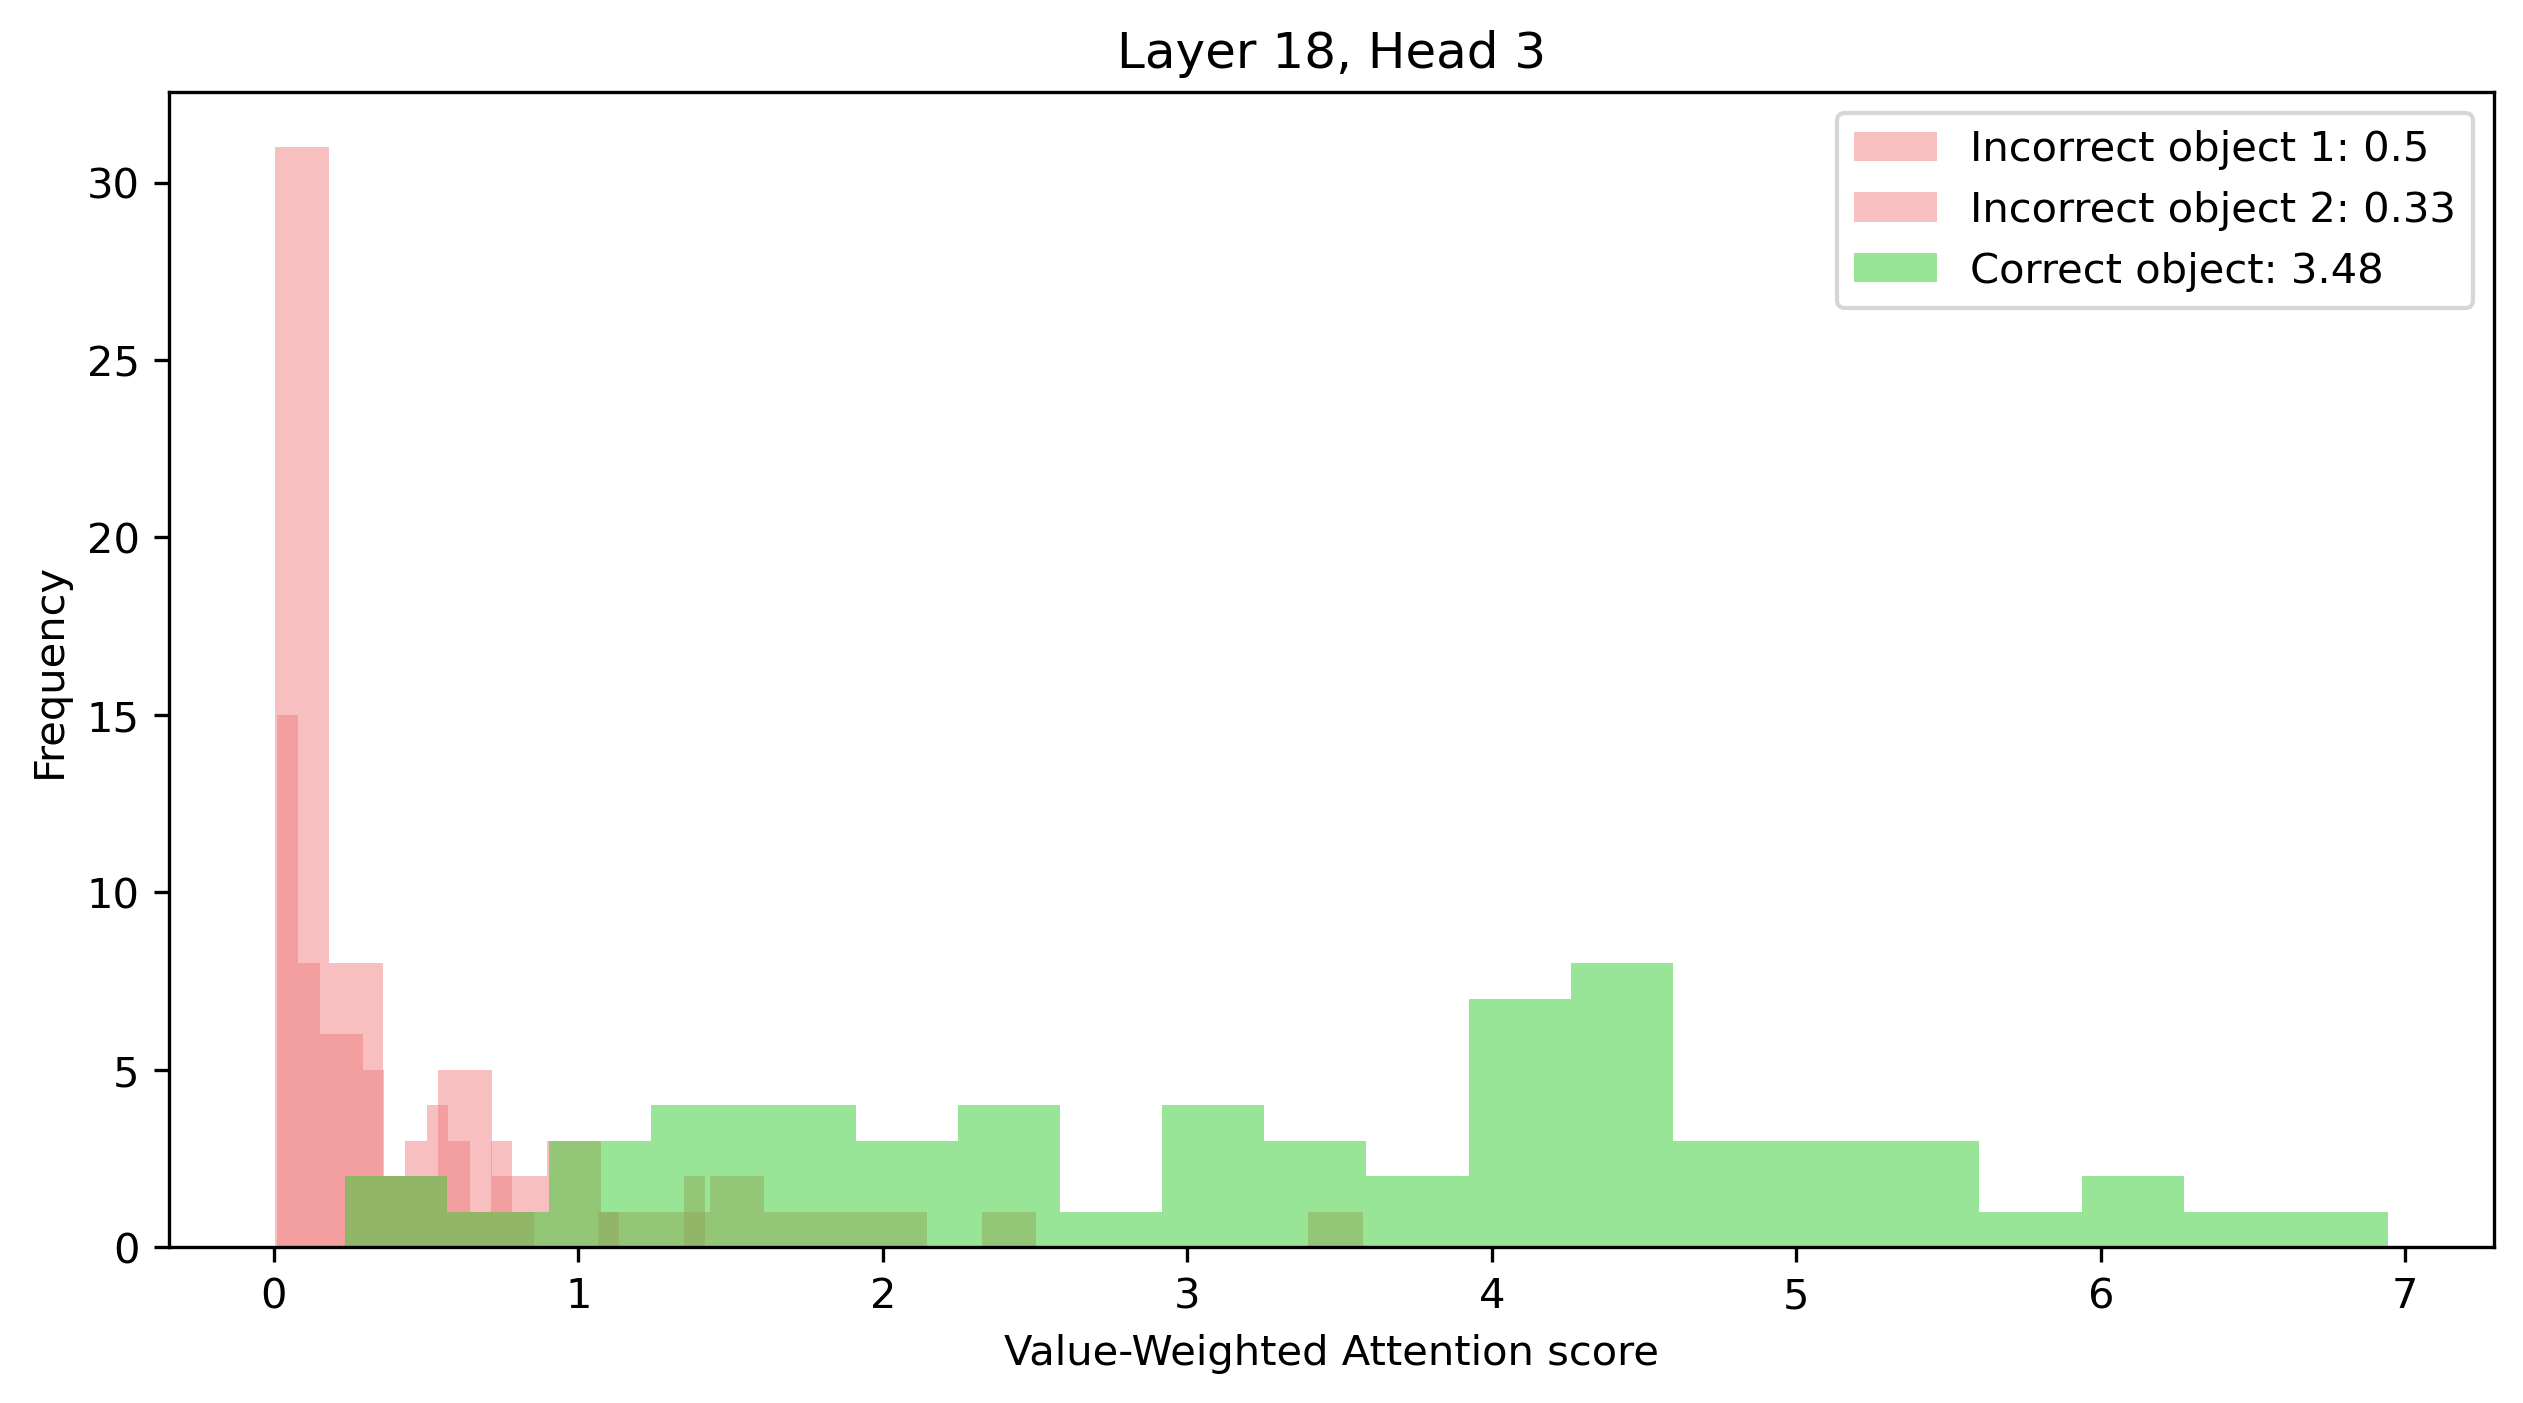 Layer 18, Head 3
Incorrect object 1: 0.5
Incorrect object 2: 0.33
Correct object: 3.48
Frequency
30
25
20
15
10
5
0
0 1 2 3 4 5 6 7
Value-Weighted Attention score